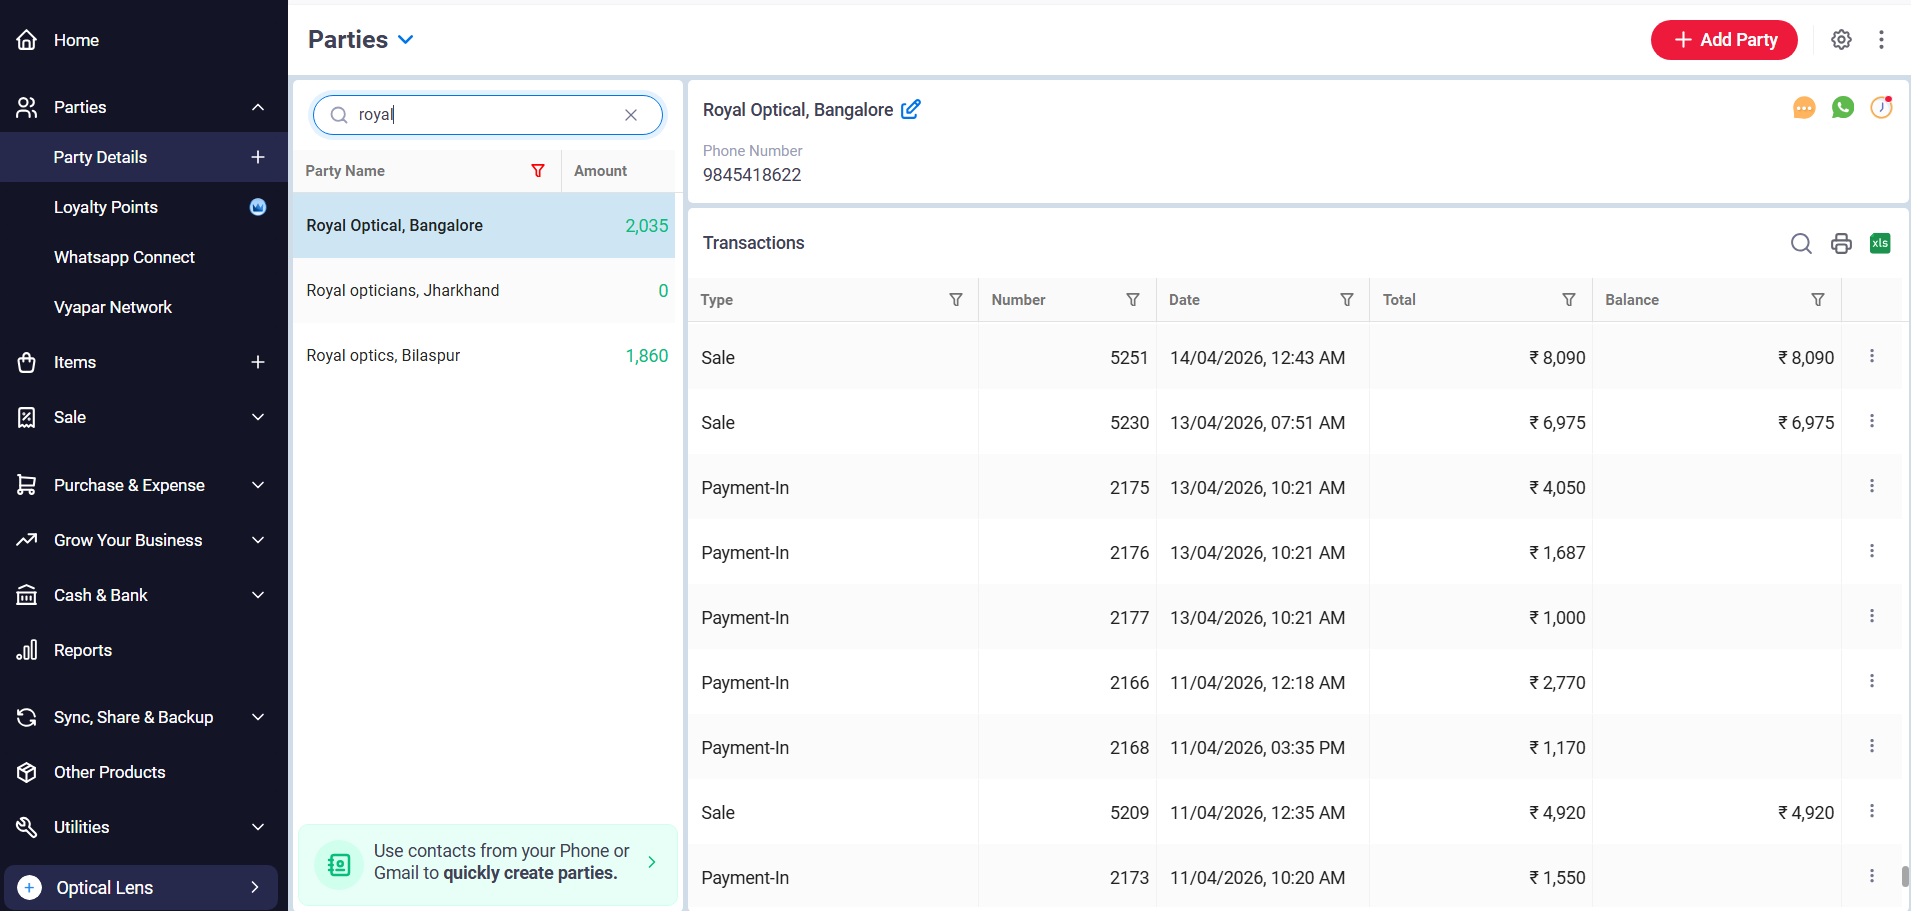 Home
Parties
Party Details
Loyalty Points
Whatsapp Connect
Vyapar Network
Items
Sale
Purchase & Expense
Grow Your Business
Cash & Bank
Reports
Sync, Share & Backup
Other Products
Utilities
Optical Lens
Parties
Add Party
royal
Party Name Amount
Royal Optical, Bangalore 2,035
Royal opticians, Jharkhand 0
Royal optics, Bilaspur 1,860
Use contacts from your Phone or
Gmail to quickly create parties.
Royal Optical, Bangalore
Phone Number
9845418622
Transactions
xls
Type Number Date Total Balance
Sale 5251 14/04/2026, 12:43 AM ₹ 8,090 ₹ 8,090
Sale 5230 13/04/2026, 07:51 AM ₹ 6,975 ₹ 6,975
Payment-In 2175 13/04/2026, 10:21 AM ₹ 4,050
Payment-In 2176 13/04/2026, 10:21 AM ₹ 1,687
Payment-In 2177 13/04/2026, 10:21 AM ₹ 1,000
Payment-In 2166 11/04/2026, 12:18 AM ₹ 2,770
Payment-In 2168 11/04/2026, 03:35 PM ₹ 1,170
Sale 5209 11/04/2026, 12:35 AM ₹ 4,920 ₹ 4,920
Payment-In 2173 11/04/2026, 10:20 AM ₹ 1,550